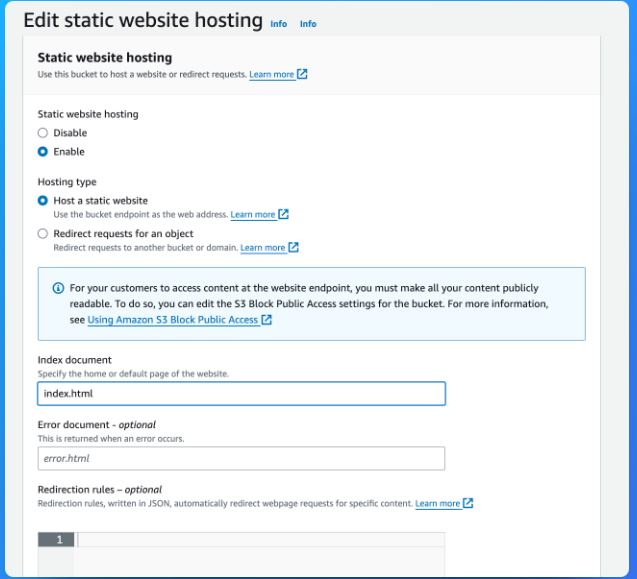 Edit static website hosting Info Info
Static website hosting
Use this bucket to host a website or redirect requests. Learn more
Static website hosting
Disable
Enable
Hosting type
Host a static website
Use the bucket endpoint as the web address. Learn more
Redirect requests for an object
Redirect requests to another bucket or domain. Learn more
For your customers to access content at the website endpoint, you must make all your content publicly
readable. To do so, you can edit the S3 Block Public Access settings for the bucket. For more information,
see Using Amazon S3 Block Public Access
Index document
Specify the home or default page of the website.
index.html
Error document - optional
This is returned when an error occurs.
error.html
Redirection rules – optional
Redirection rules, written in JSON, automatically redirect webpage requests for specific content. Learn more
1